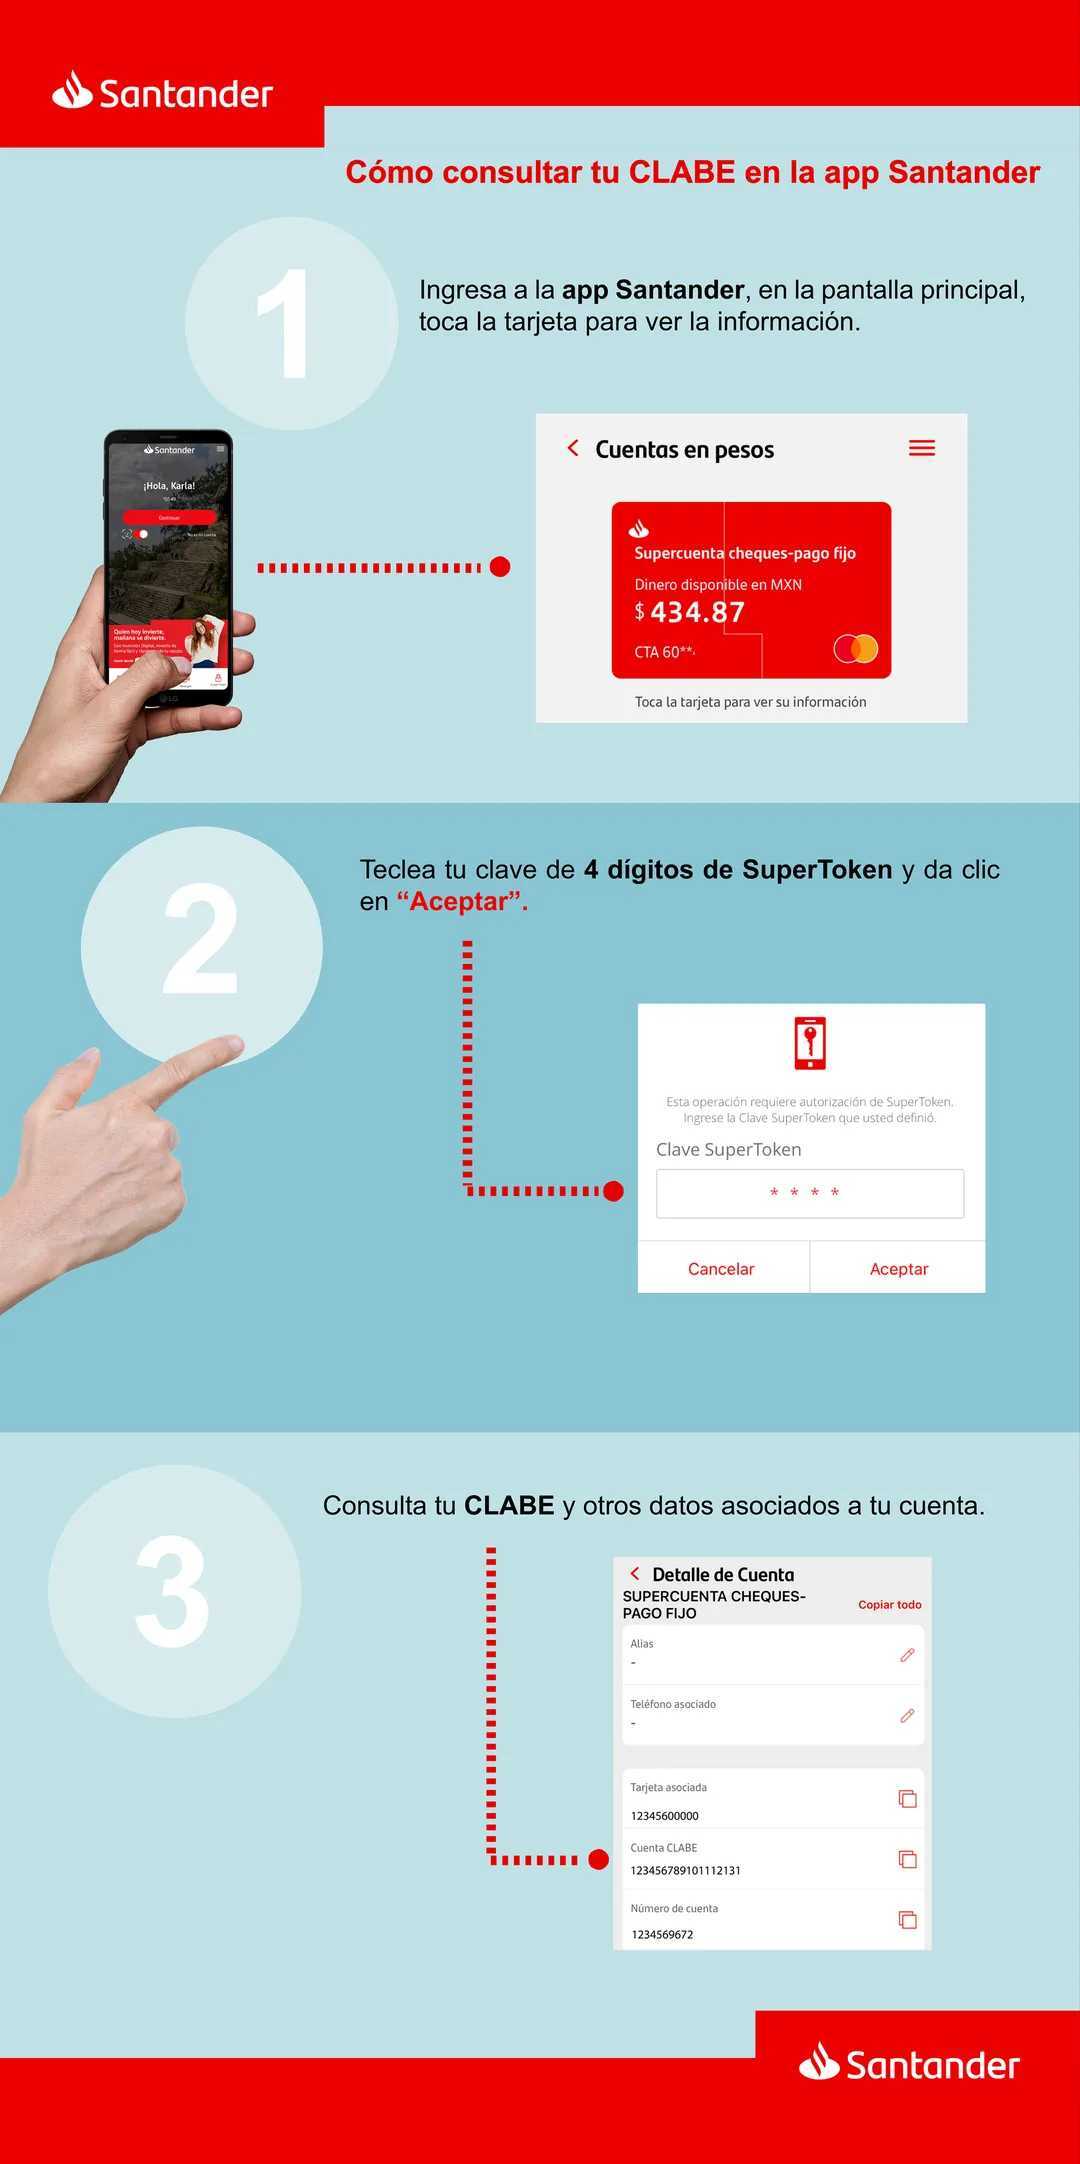 Santander
Cómo consultar tu CLABE en la app Santander
1
Ingresa a la app Santander, en la pantalla principal,
toca la tarjeta para ver la información.
Santander
¡Hola, Karla!
Continuar
Quien hoy invierte,
mañana se divierte.
LG
Cuentas en pesos
Supercuenta cheques-pago fijo
Dinero disponible en MXN
$ 434.87
CTA 60**
Toca la tarjeta para ver su información
2
Teclea tu clave de 4 dígitos de SuperToken y da clic
en “Aceptar”.
Esta operación requiere autorización de SuperToken.
Ingrese la Clave SuperToken que usted definió.
Clave SuperToken
* * * *
Cancelar Aceptar
3
Consulta tu CLABE y otros datos asociados a tu cuenta.
Detalle de Cuenta
SUPERCUENTA CHEQUES-
PAGO FIJO
Copiar todo
Alias
-
Teléfono asociado
-
Tarjeta asociada
12345600000
Cuenta CLABE
123456789101112131
Número de cuenta
1234569672
Santander